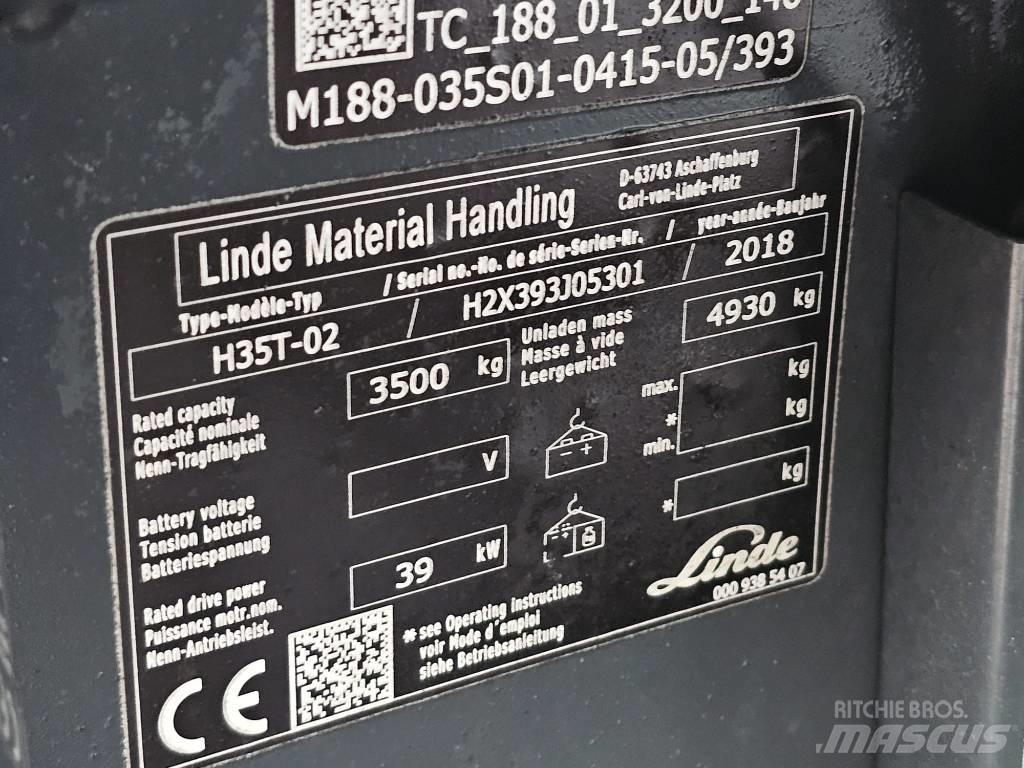 TC_188_01_3200_140
M188-035S01-0415-05/393
Linde Material Handling
D-63743 Aschaffenburg
Carl-von-Linde-Platz
Type-Modèle-Typ / Serial no.-No. de série-Serien-Nr. / year-année-Baujahr
H35T-02 / H2X393J05301 / 2018
Rated capacity
Capacité nominale
Nenn-Tragfähigkeit
3500 kg
Unladen mass
Masse à vide
Leergewicht
4930 kg
Battery voltage
Tension batterie
Batteriespannung
V
max. kg
*
min. kg
* kg
Rated drive power
Puissance motr.nom.
Nenn-Antriebsleist.
39 kW
* see Operating instructions
voir Mode d'emploi
siehe Betriebsanleitung
Linde
000 938 54 07
CE
RITCHIE BROS.
MASCUS